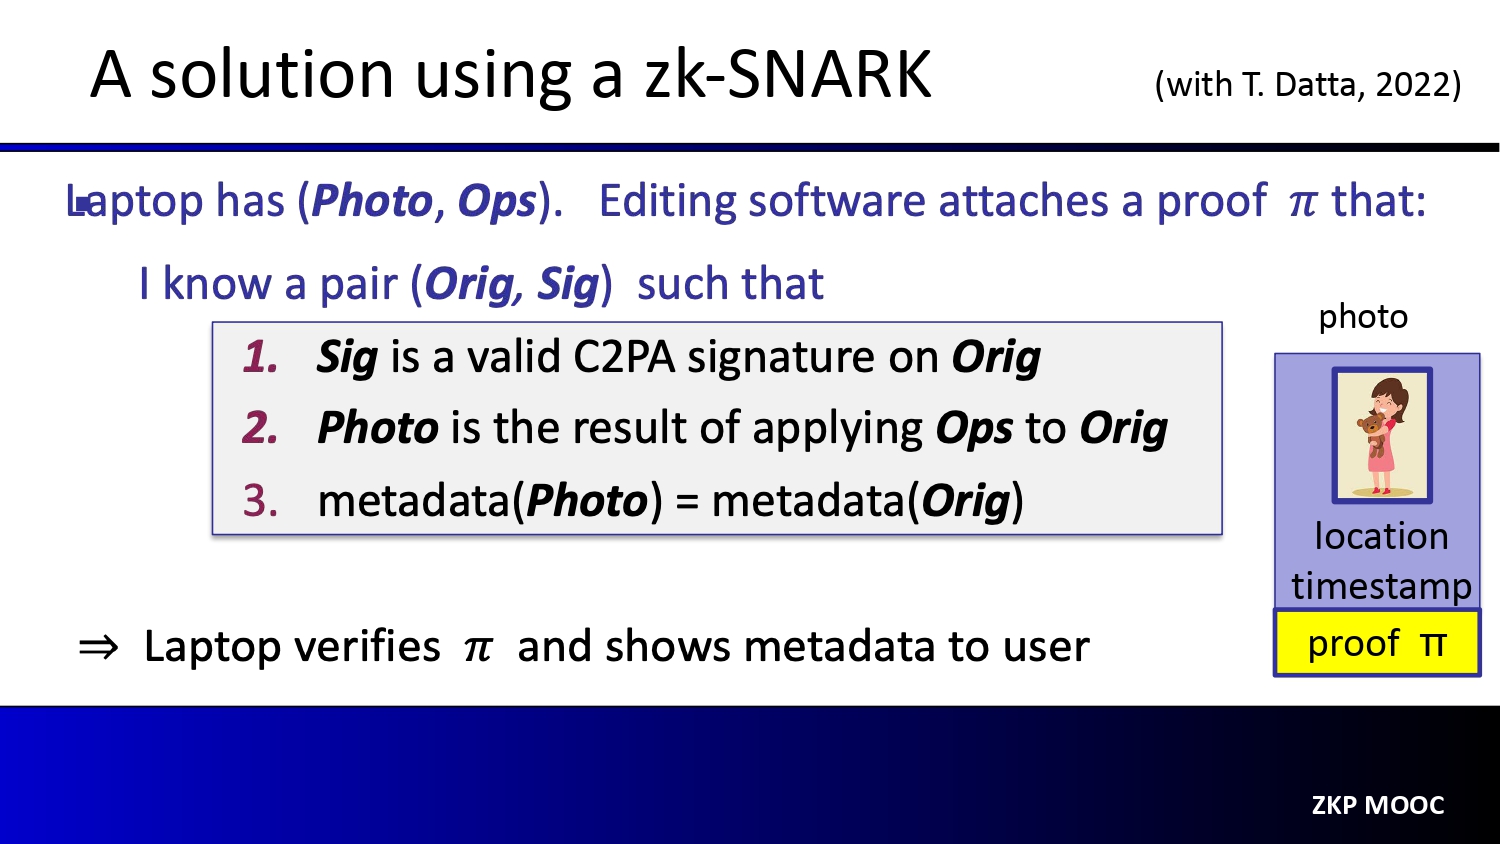 A solution using a zk-SNARK (with T. Datta, 2022)
Laptop has (Photo, Ops). Editing software attaches a proof π that:
I know a pair (Orig, Sig) such that
1. Sig is a valid C2PA signature on Orig
2. Photo is the result of applying Ops to Orig
3. metadata(Photo) = metadata(Orig)
photo
location
timestamp
proof π
⇒ Laptop verifies π and shows metadata to user
ZKP MOOC